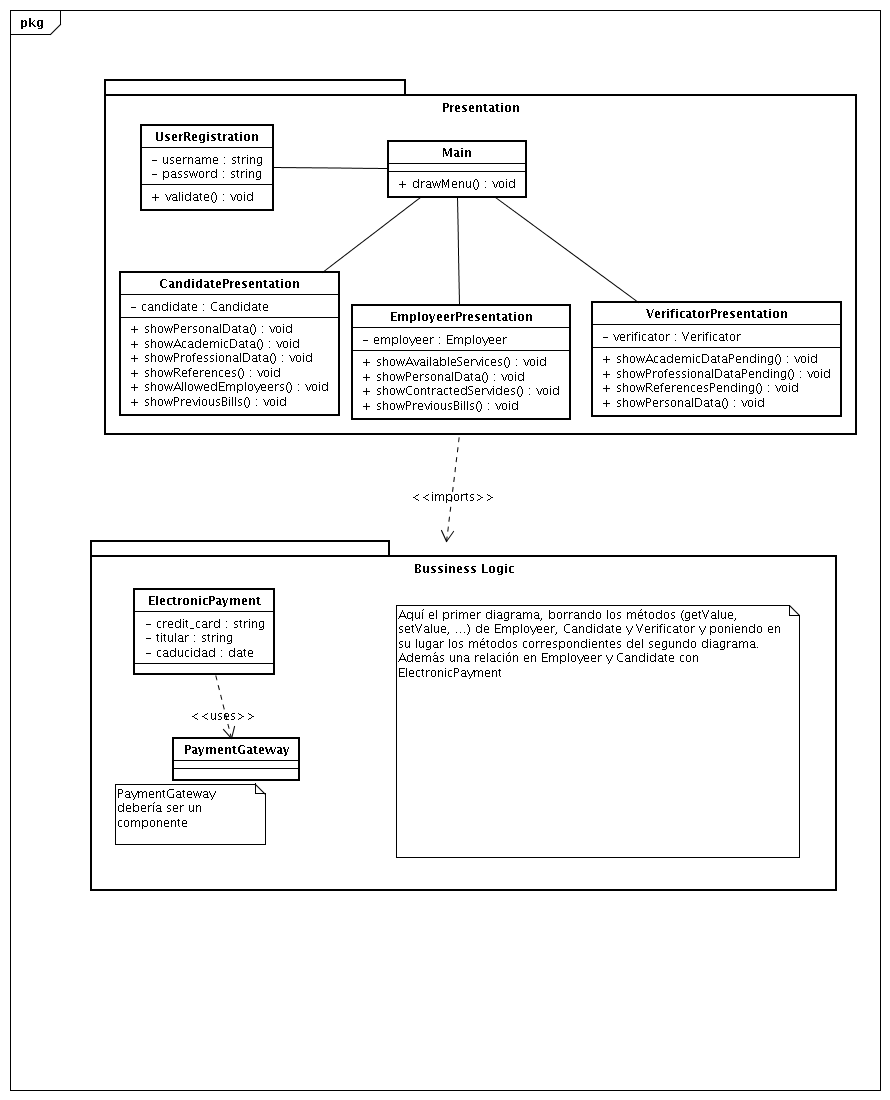 pkg
Presentation
UserRegistration
- username : string
- password : string
+ validate() : void
Main
+ drawMenu() : void
CandidatePresentation
- candidate : Candidate
+ showPersonalData() : void
+ showAcademicData() : void
+ showProfessionalData() : void
+ showReferences() : void
+ showAllowedEmployeers() : void
+ showPreviousBills() : void
EmployeerPresentation
- employeer : Employeer
+ showAvailableServices() : void
+ showPersonalData() : void
+ showContractedServides() : void
+ showPreviousBills() : void
VerificatorPresentation
- verificator : Verificator
+ showAcademicDataPending() : void
+ showProfessionalDataPending() : void
+ showReferencesPending() : void
+ showPersonalData() : void
<<imports>>
Bussiness Logic
ElectronicPayment
- credit_card : string
- titular : string
- caducidad : date
<<uses>>
PaymentGateway
PaymentGateway
debería ser un
componente
Aquí el primer diagrama, borrando los métodos (getValue,
setValue, ...) de Employeer, Candidate y Verificator y poniendo en
su lugar los métodos correspondientes del segundo diagrama.
Además una relación en Employeer y Candidate con
ElectronicPayment